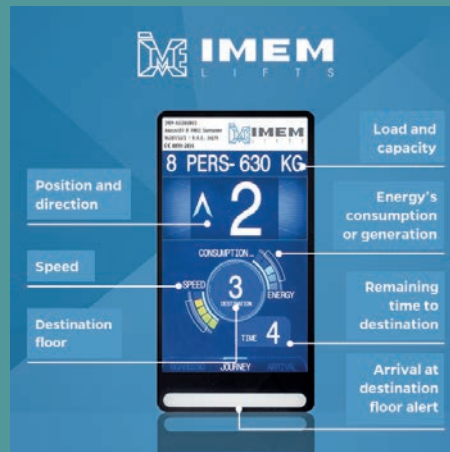 IMEM
LIFTS
IMEM
LIFTS
8 PERS- 630 KG
2
CONSUMPTION...
SPEED
3
DESTINATION
ENERGY
TIME 4
JOURNEY
ARRIVAL
Position and
direction
Speed
Destination
floor
Load and
capacity
Energy's
consumption
or generation
Remaining
time to
destination
Arrival at
destination
floor alert